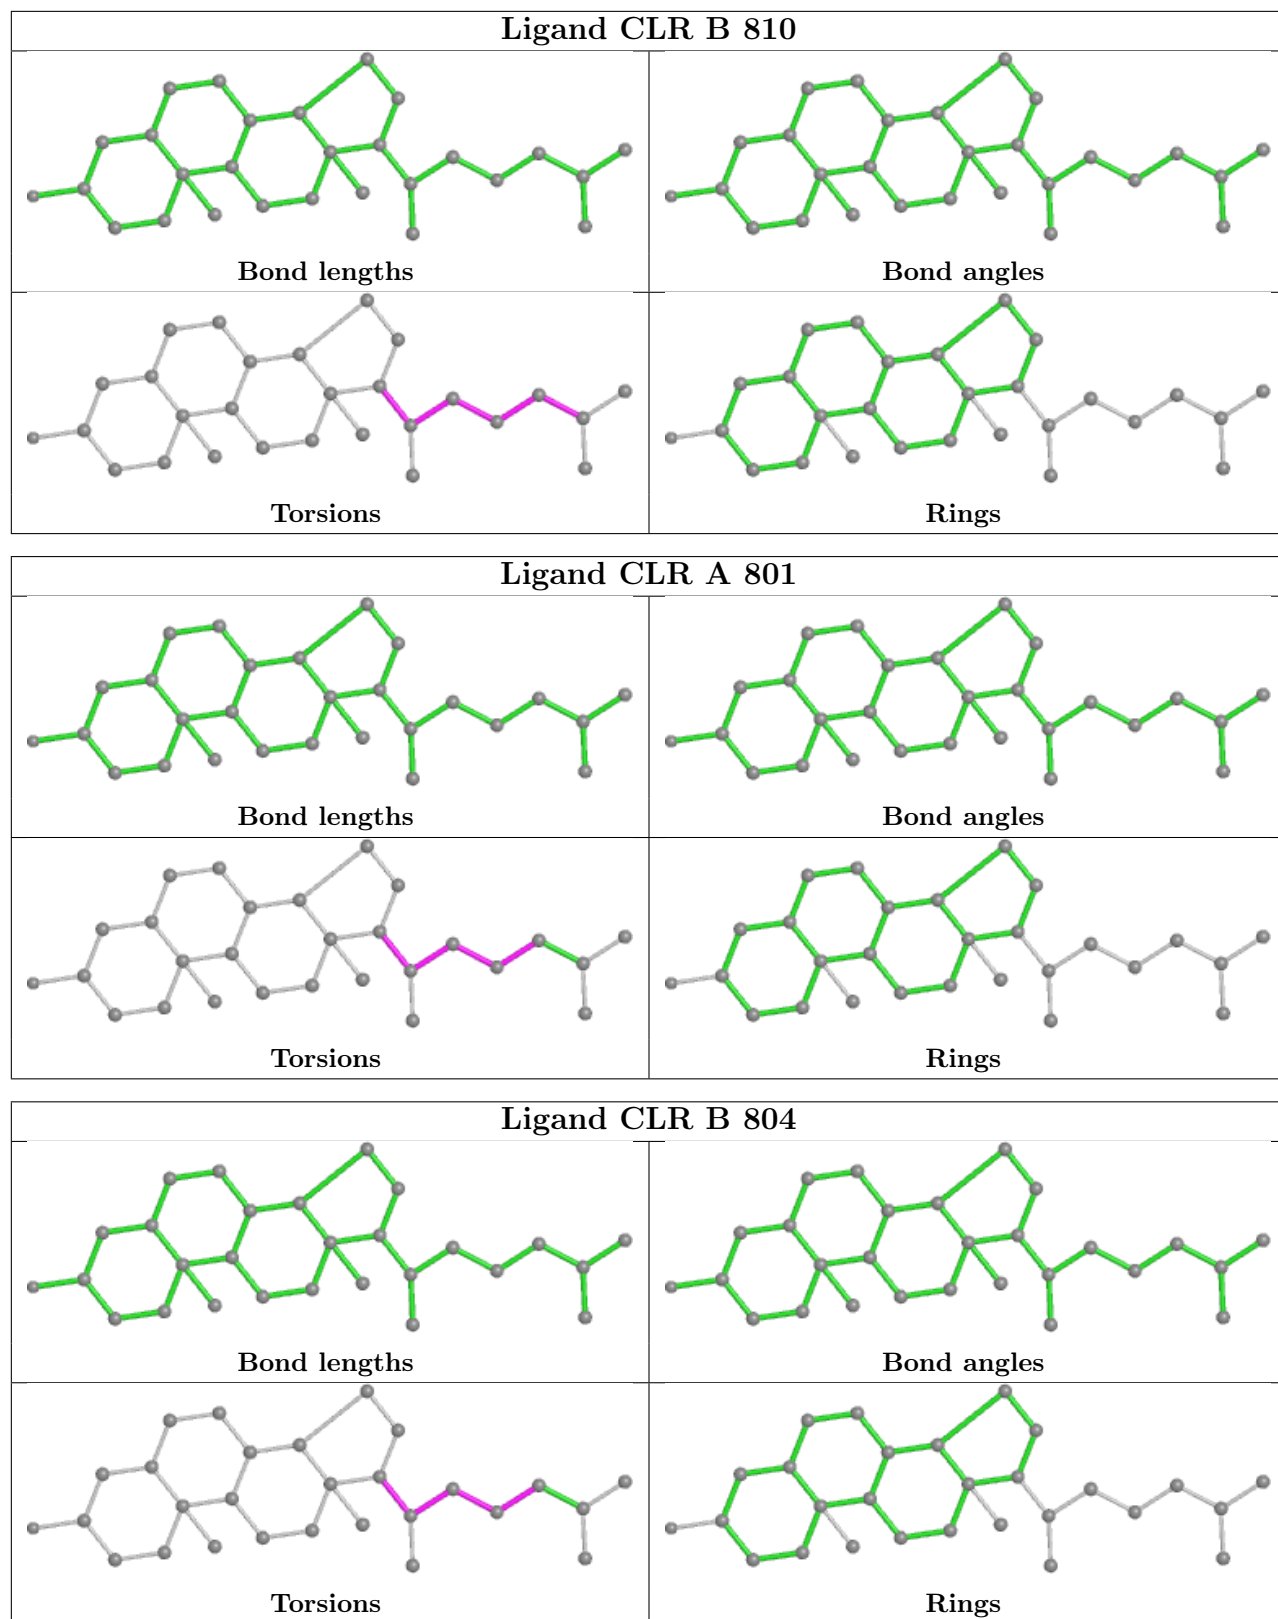 Ligand CLR B 810
Bond lengths
Bond angles
Torsions
Rings
Ligand CLR A 801
Bond lengths
Bond angles
Torsions
Rings
Ligand CLR B 804
Bond lengths
Bond angles
Torsions
Rings